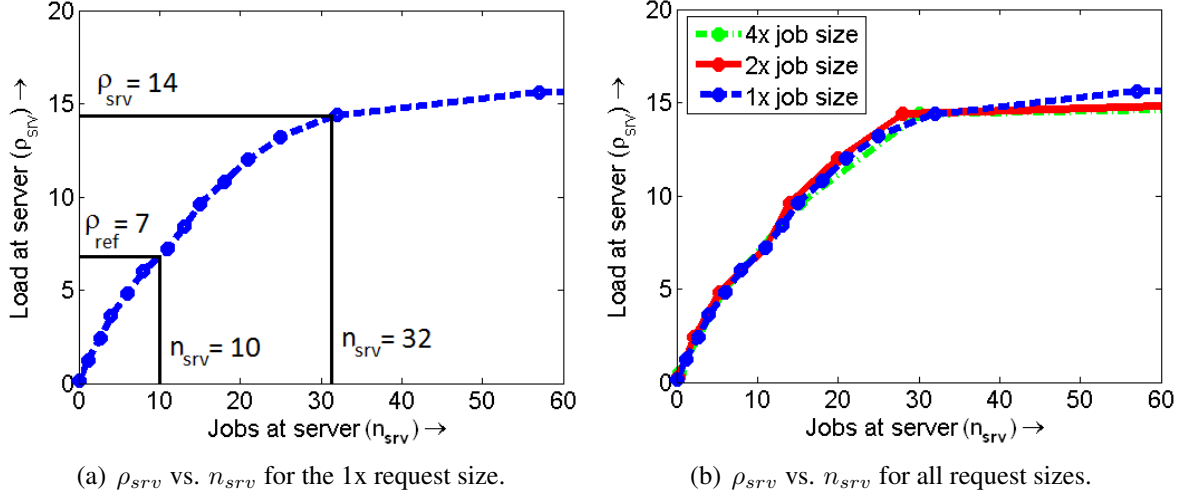 20
15
10
5
0
Load at server (ρsrv) →
ρsrv = 14
ρref = 7
nsrv = 10
nsrv = 32
0 10 20 30 40 50 60
Jobs at server (nsrv) →
(a) ρsrv vs. nsrv for the 1x request size.
20
15
10
5
0
Load at server (ρsrv) →
4x job size
2x job size
1x job size
0 10 20 30 40 50 60
Jobs at server (nsrv) →
(b) ρsrv vs. nsrv for all request sizes.